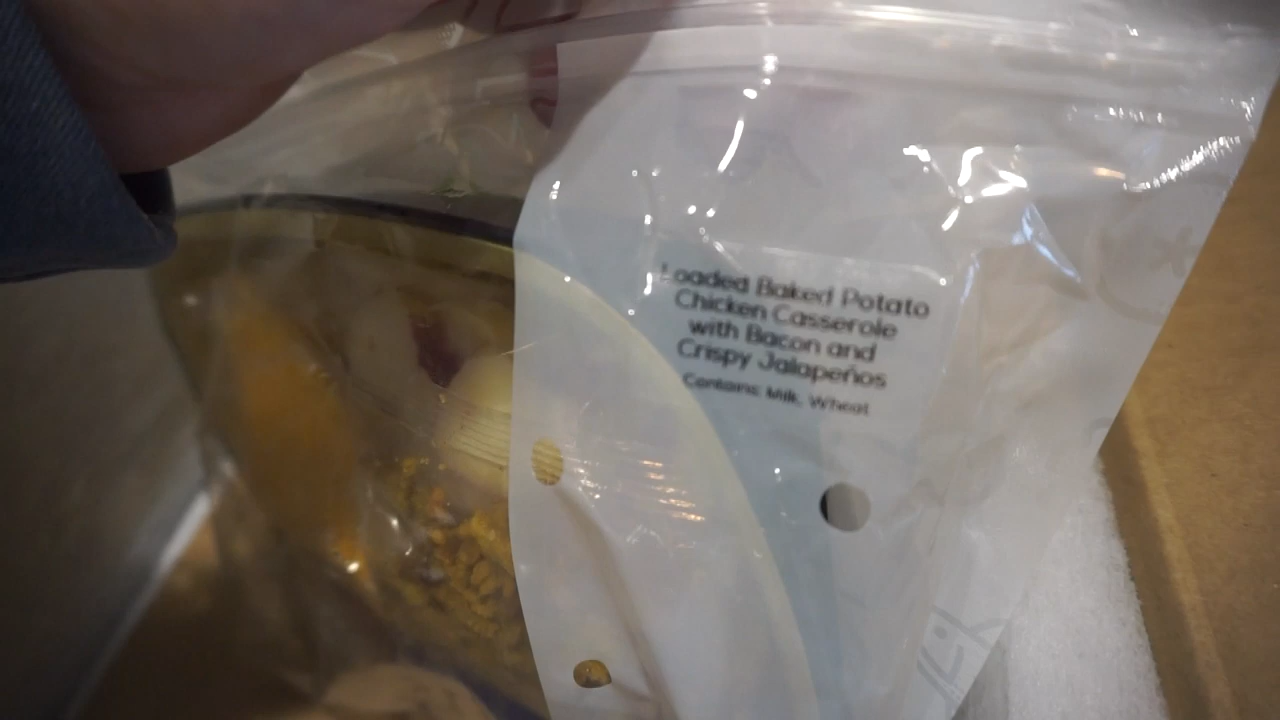 Loaded Baked Potato
Chicken Casserole
with Bacon and
Crispy Jalapeños
Contains: Milk, Wheat